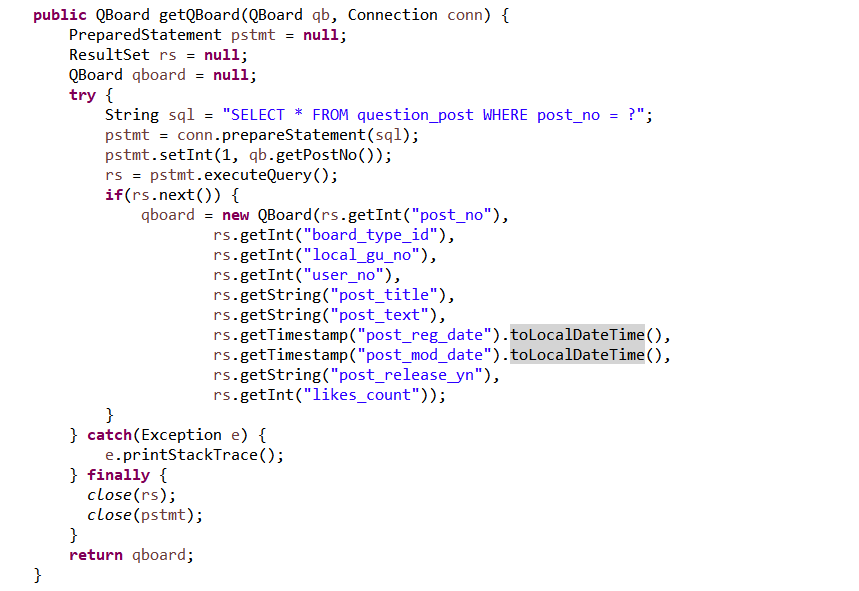 public QBoard getQBoard(QBoard qb, Connection conn) {
    PreparedStatement pstmt = null;
    ResultSet rs = null;
    QBoard qboard = null;
    try {
        String sql = "SELECT * FROM question_post WHERE post_no = ?";
        pstmt = conn.prepareStatement(sql);
        pstmt.setInt(1, qb.getPostNo());
        rs = pstmt.executeQuery();
        if(rs.next()) {
            qboard = new QBoard(rs.getInt("post_no"),
                    rs.getInt("board_type_id"),
                    rs.getInt("local_gu_no"),
                    rs.getInt("user_no"),
                    rs.getString("post_title"),
                    rs.getString("post_text"),
                    rs.getTimestamp("post_reg_date").toLocalDateTime(),
                    rs.getTimestamp("post_mod_date").toLocalDateTime(),
                    rs.getString("post_release_yn"),
                    rs.getInt("likes_count"));
        }
    } catch(Exception e) {
        e.printStackTrace();
    } finally {
      close(rs);
      close(pstmt);
    }
    return qboard;
}